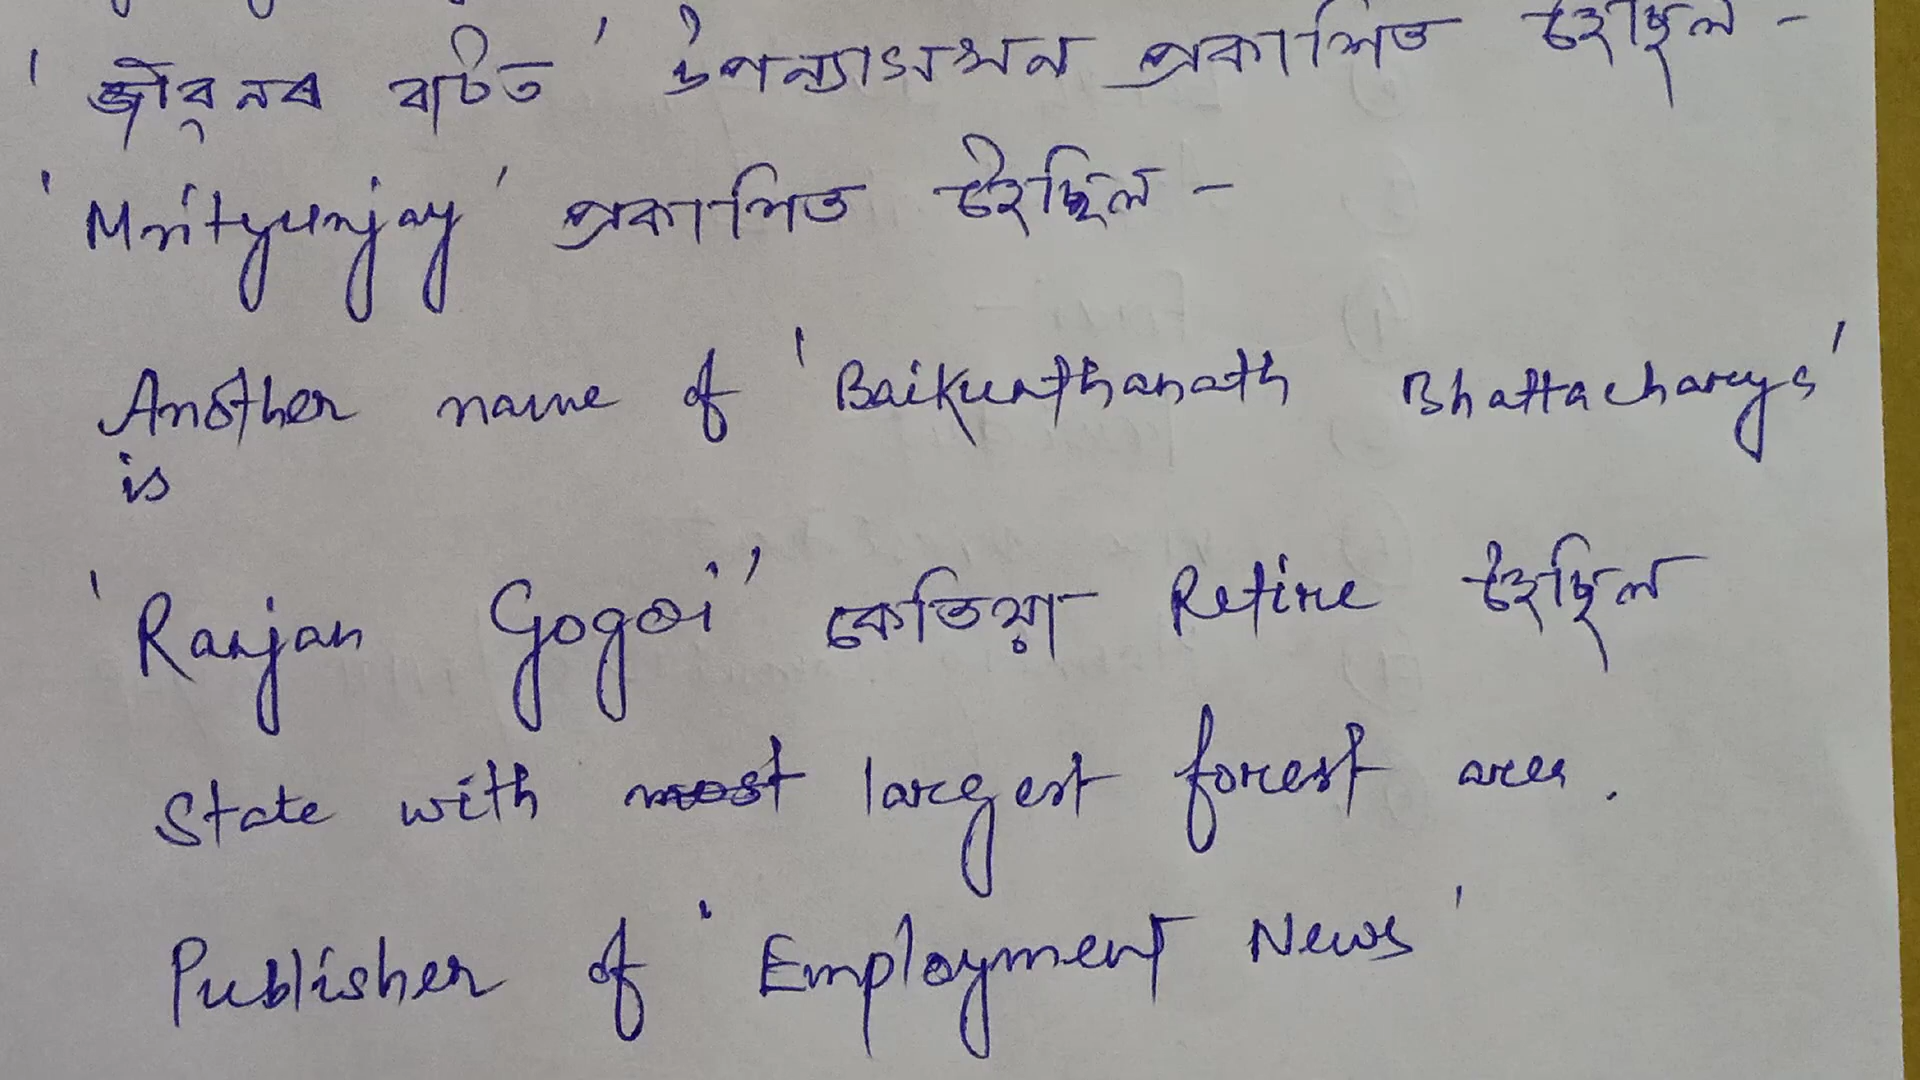 'জীৱনৰ বাটত' উপন্যাসখন প্ৰকাশিত হৈছিল -
'Mrityunjay' প্ৰকাশিত হৈছিল -
Another name of 'Baikunthanath Bhattacharys'
is
'Ranjan Gogoi' কেতিয়া Retire হৈছিল
State with most largest forest area.
Publisher of 'Employment News'